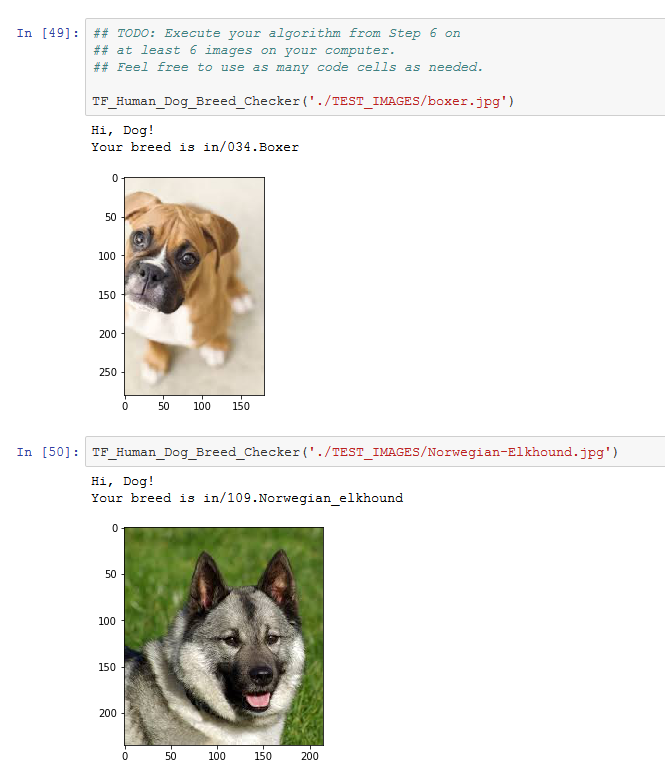 In [49]:
## TODO: Execute your algorithm from Step 6 on
## at least 6 images on your computer.
## Feel free to use as many code cells as needed.
TF_Human_Dog_Breed_Checker('./TEST_IMAGES/boxer.jpg')
Hi, Dog!
Your breed is in/034.Boxer
0
50
100
150
200
250
0 50 100 150
In [50]:
TF_Human_Dog_Breed_Checker('./TEST_IMAGES/Norwegian-Elkhound.jpg')
Hi, Dog!
Your breed is in/109.Norwegian_elkhound
0
50
100
150
200
0 50 100 150 200